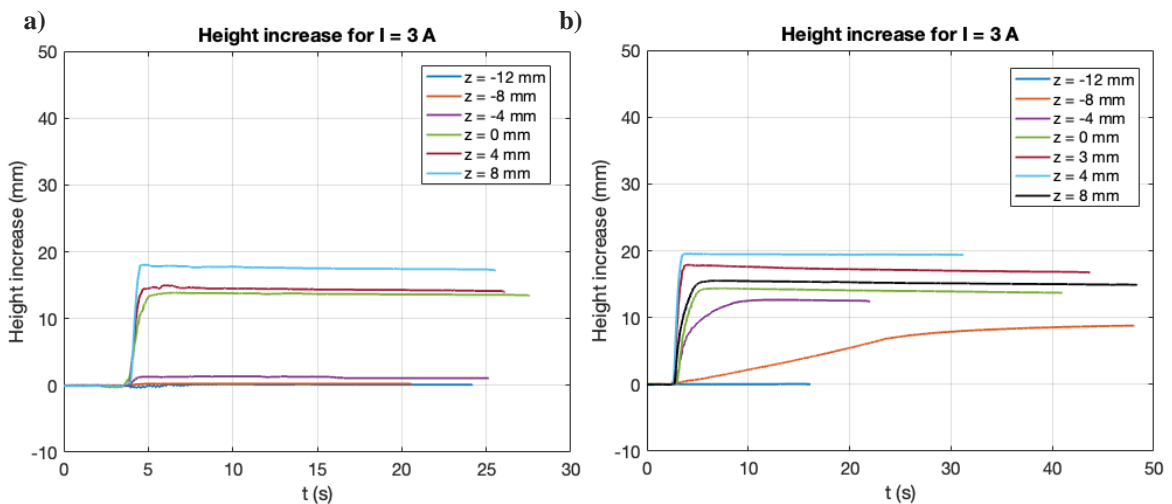 a)
Height increase for I = 3 A
Height increase (mm)
50
40
30
20
10
0
-10
0
5
10
15
20
25
30
t (s)
z = -12 mm
z = -8 mm
z = -4 mm
z = 0 mm
z = 4 mm
z = 8 mm
b)
Height increase for I = 3 A
Height increase (mm)
50
40
30
20
10
0
-10
0
10
20
30
40
50
t (s)
z = -12 mm
z = -8 mm
z = -4 mm
z = 0 mm
z = 3 mm
z = 4 mm
z = 8 mm